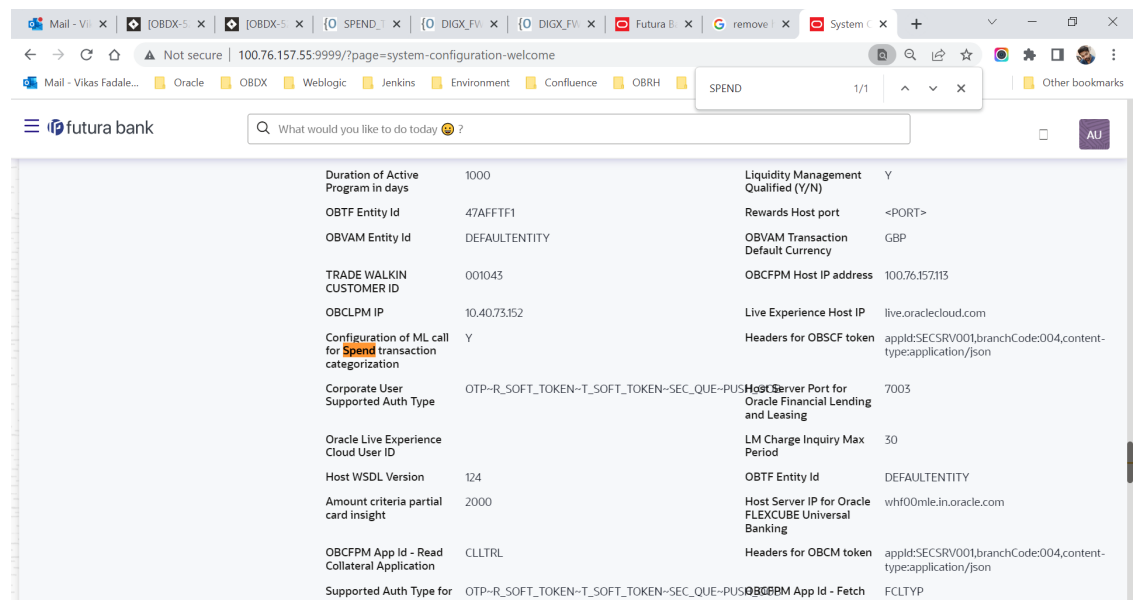 Mail - Vi
[OBDX-5
[OBDX-5
SPEND_T
DIGX_FW
DIGX_FW
Futura B
remove
System C
Not secure | 100.76.157.55:9999/?page=system-configuration-welcome
Mail - Vikas Fadale...
Oracle
OBDX
Weblogic
Jenkins
Environment
Confluence
OBRH
Other bookmarks
SPEND 1/1
futura bank
What would you like to do today 😀 ?
AU
Duration of Active 1000 Liquidity Management Y
Program in days Qualified (Y/N)
OBTF Entity Id 47AFFTF1 Rewards Host port <PORT>
OBVAM Entity Id DEFAULTENTITY OBVAM Transaction GBP
Default Currency
TRADE WALKIN 001043 OBCFPM Host IP address 100.76.157.113
CUSTOMER ID
OBCLPM IP 10.40.73.152 Live Experience Host IP live.oraclecloud.com
Configuration of ML call Y Headers for OBSCF token appId:SECSRV001,branchCode:004,content-
for Spend transaction type:application/json
categorization
Corporate User OTP~R_SOFT_TOKEN~T_SOFT_TOKEN~SEC_QUE~PUSH Host Server Port for 7003
Supported Auth Type Oracle Financial Lending
and Leasing
Oracle Live Experience LM Charge Inquiry Max 30
Cloud User ID Period
Host WSDL Version 124 OBTF Entity Id DEFAULTENTITY
Amount criteria partial 2000 Host Server IP for Oracle whf00mle.in.oracle.com
card insight FLEXCUBE Universal
Banking
OBCFPM App Id - Read CLLTRL Headers for OBCM token appId:SECSRV001,branchCode:004,content-
Collateral Application type:application/json
Supported Auth Type for OTP~R_SOFT_TOKEN~T_SOFT_TOKEN~SEC_QUE~PUSH OBCFPM App Id - Fetch FCLTYP